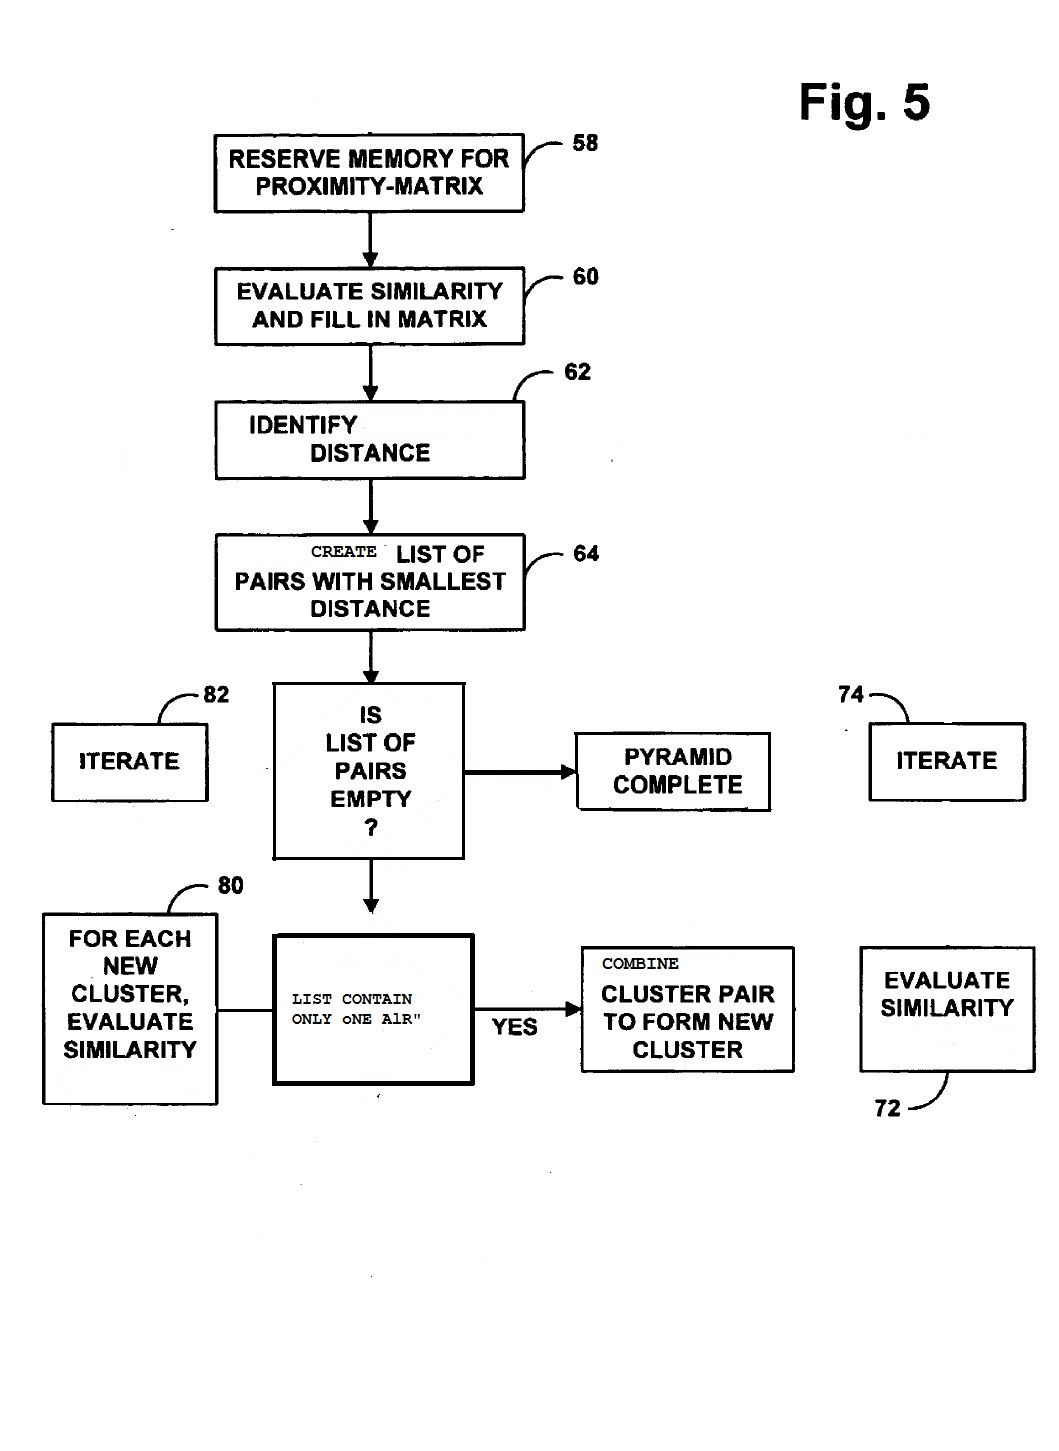 Fig. 5
58
RESERVE MEMORY FOR
PROXIMITY-MATRIX
60
EVALUATE SIMILARITY
AND FILL IN MATRIX
62
IDENTIFY
DISTANCE
64
CREATE LIST OF
PAIRS WITH SMALLEST
DISTANCE
82
ITERATE
IS
LIST OF
PAIRS
EMPTY
?
PYRAMID
COMPLETE
74
ITERATE
80
FOR EACH
NEW
CLUSTER,
EVALUATE
SIMILARITY
LIST CONTAIN
ONLY oNE AlR"
YES
COMBINE
CLUSTER PAIR
TO FORM NEW
CLUSTER
EVALUATE
SIMILARITY
72